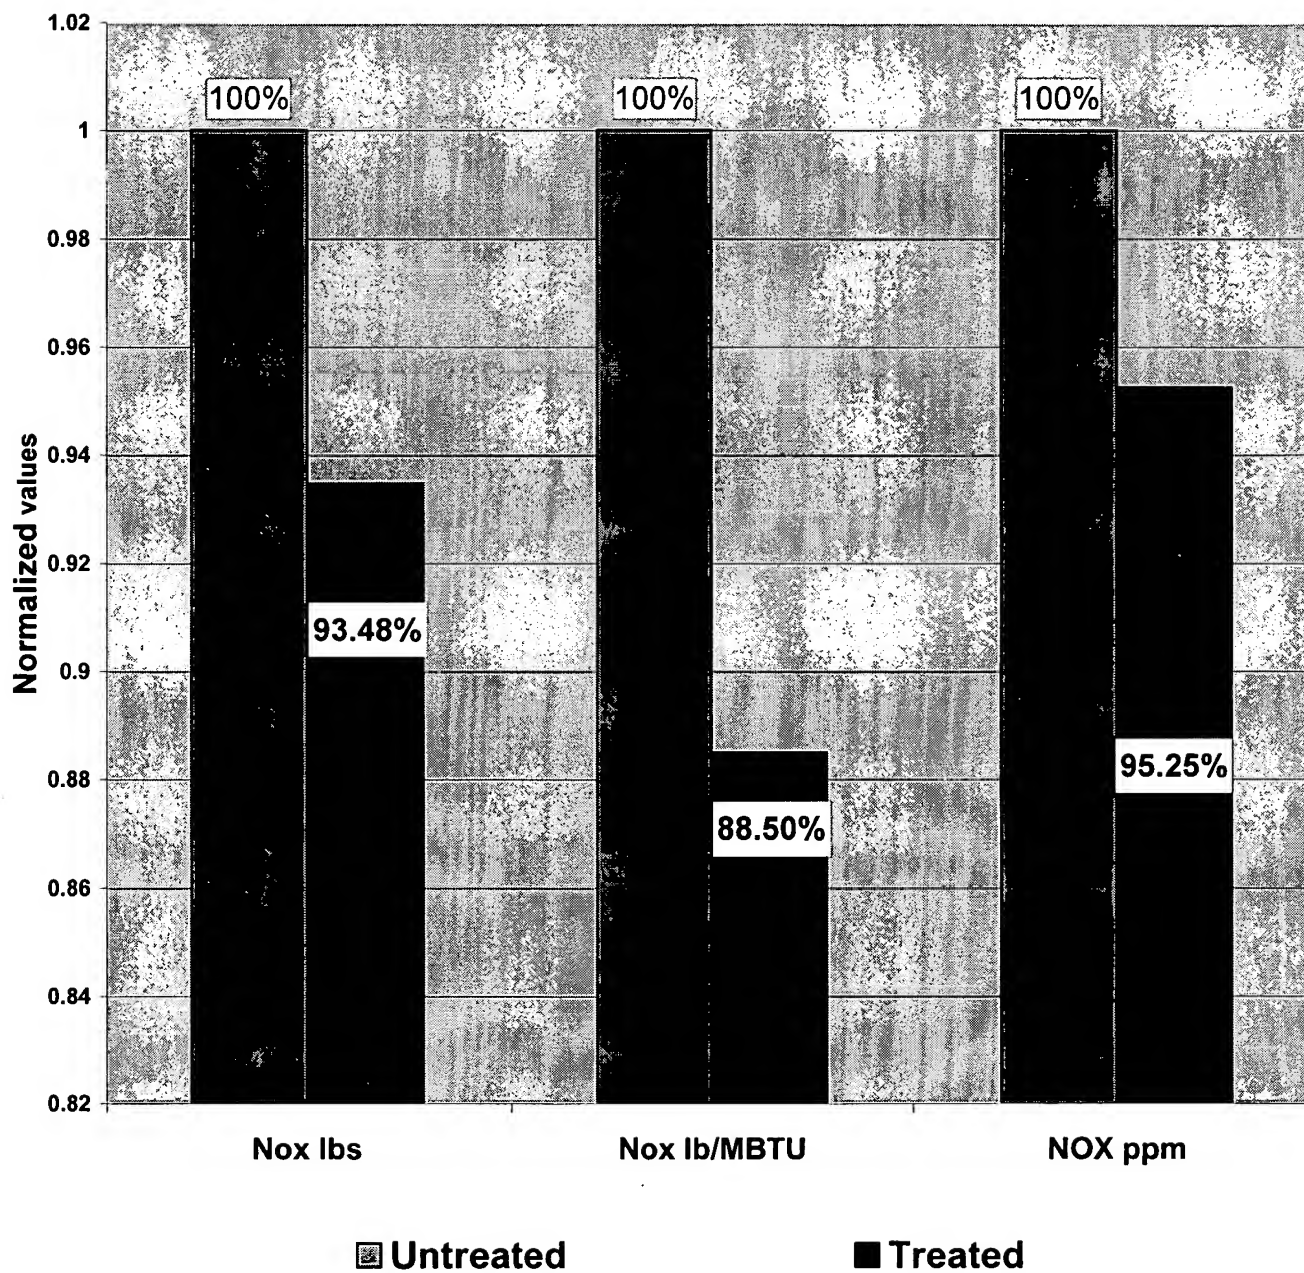 1.02
100%
100%
100%
1
0.98
0.96
0.94
0.92
93.48%
0.9
0.88
95.25%
88.50%
0.86
0.84
0.82
Normalized values
Nox lbs
Nox lb/MBTU
NOX ppm
Untreated
Treated